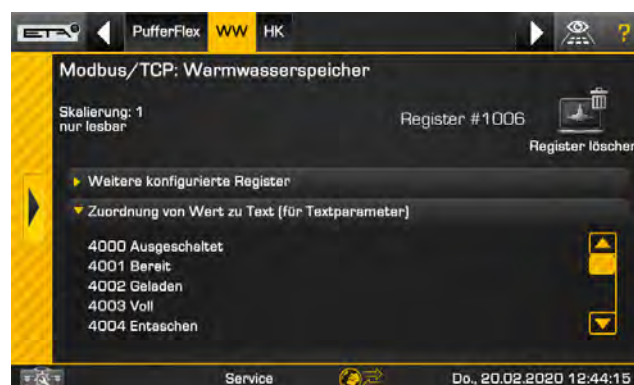 ETA PufferFlex WW HK ?
Modbus/TCP: Warmwasserspeicher
Skalierung: 1
nur lesbar
Register #1006
Register löschen
Weitere konfigurierte Register
Zuordnung von Wert zu Text (für Textparameter)
4000 Ausgeschaltet
4001 Bereit
4002 Geladen
4003 Voll
4004 Entaschen
Service Do., 20.02.2020 12:44:15